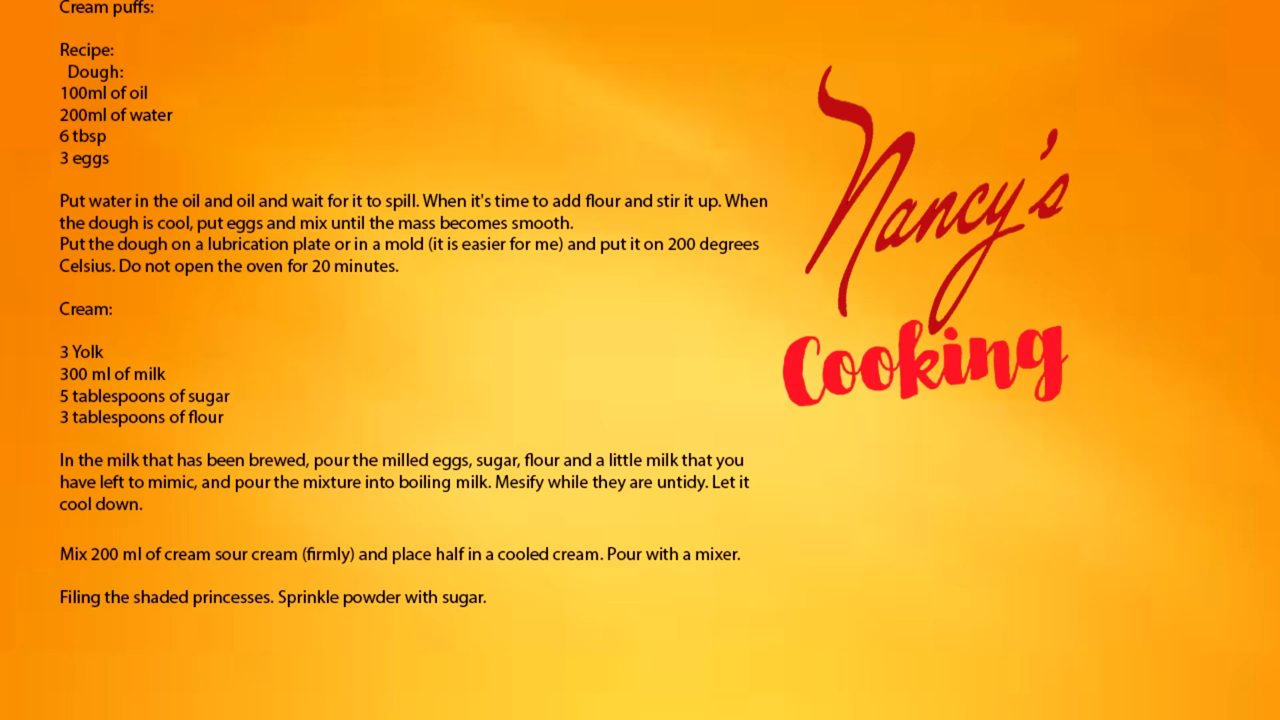 Cream puffs:
Recipe:
Dough:
100ml of oil
200ml of water
6 tbsp
3 eggs
Put water in the oil and oil and wait for it to spill. When it's time to add flour and stir it up. When
the dough is cool, put eggs and mix until the mass becomes smooth.
Put the dough on a lubrication plate or in a mold (it is easier for me) and put it on 200 degrees
Celsius. Do not open the oven for 20 minutes.
Cream:
3 Yolk
300 ml of milk
5 tablespoons of sugar
3 tablespoons of flour
In the milk that has been brewed, pour the milled eggs, sugar, flour and a little milk that you
have left to mimic, and pour the mixture into boiling milk. Mesify while they are untidy. Let it
cool down.
Mix 200 ml of cream sour cream (firmly) and place half in a cooled cream. Pour with a mixer.
Filing the shaded princesses. Sprinkle powder with sugar.
Nancy's
Cooking